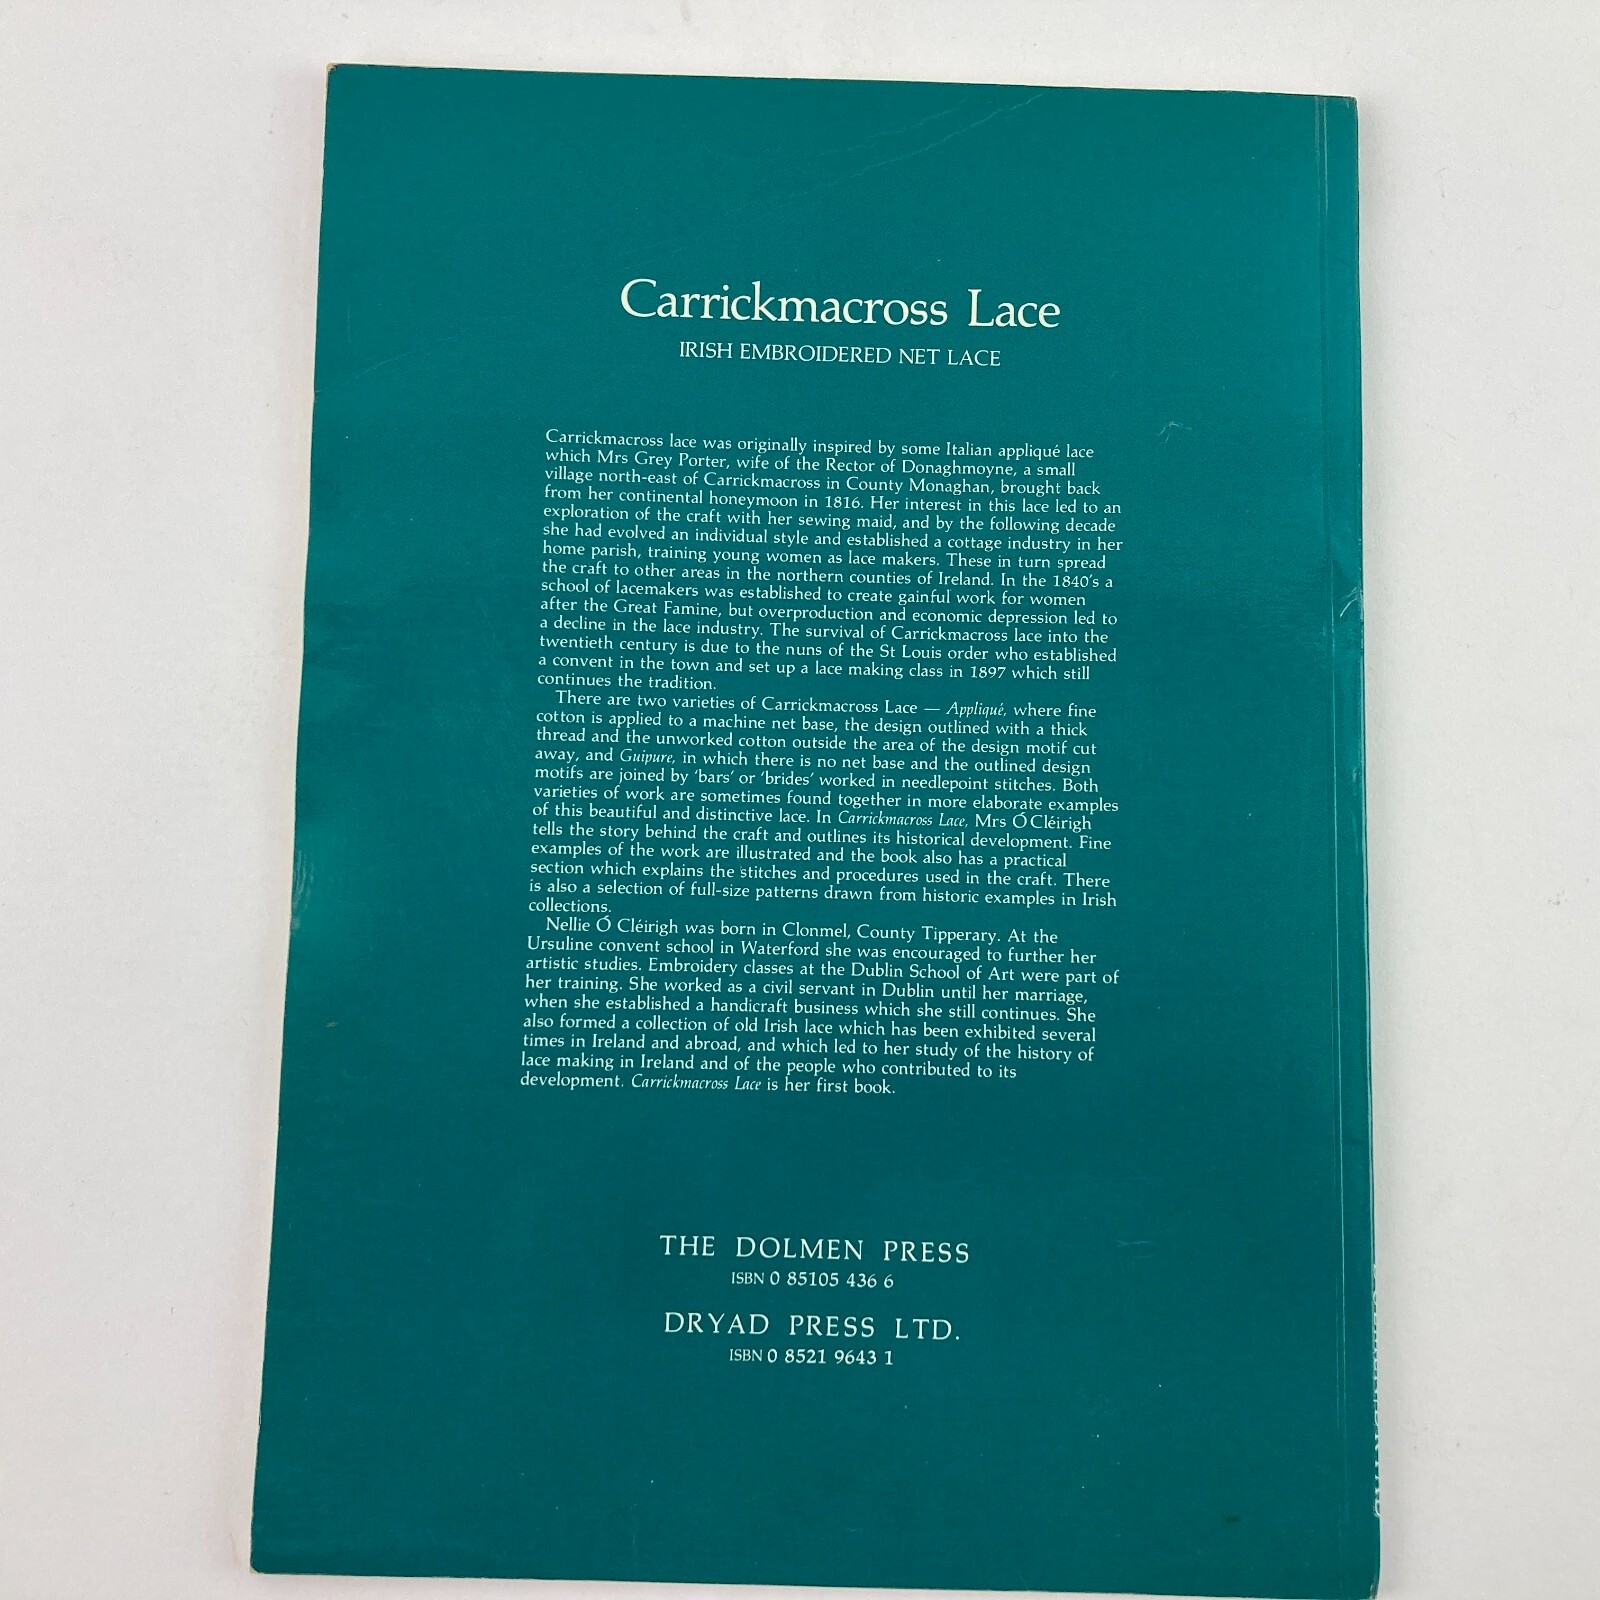 Carrickmacross Lace
IRISH EMBROIDERED NET LACE
Carrickmacross lace was originally inspired by some Italian appliqué lace
which Mrs Grey Porter, wife of the Rector of Donaghmoyne, a small
village north-east of Carrickmacross in County Monaghan, brought back
from her continental honeymoon in 1816. Her interest in this lace led to an
exploration of the craft with her sewing maid, and by the following decade
she had evolved an individual style and established a cottage industry in her
home parish, training young women as lace makers. These in turn spread
the craft to other areas in the northern counties of Ireland. In the 1840's a
school of lacemakers was established to create gainful work for women
after the Great Famine, but overproduction and economic depression led to
a decline in the lace industry. The survival of Carrickmacross lace into the
twentieth century is due to the nuns of the St Louis order who established
a convent in the town and set up a lace making class in 1897 which still
continues the tradition.
There are two varieties of Carrickmacross Lace — Appliqué, where fine
cotton is applied to a machine net base, the design outlined with a thick
thread and the unworked cotton outside the area of the design motif cut
away, and Guipure, in which there is no net base and the outlined design
motifs are joined by 'bars' or 'brides' worked in needlepoint stitches. Both
varieties of work are sometimes found together in more elaborate examples
of this beautiful and distinctive lace. In Carrickmacross Lace, Mrs Ó Cléirigh
tells the story behind the craft and outlines its historical development. Fine
examples of the work are illustrated and the book also has a practical
section which explains the stitches and procedures used in the craft. There
is also a selection of full-size patterns drawn from historic examples in Irish
collections.
Nellie Ó Cléirigh was born in Clonmel, County Tipperary. At the
Ursuline convent school in Waterford she was encouraged to further her
artistic studies. Embroidery classes at the Dublin School of Art were part of
her training. She worked as a civil servant in Dublin until her marriage,
when she established a handicraft business which she still continues. She
also formed a collection of old Irish lace which has been exhibited several
times in Ireland and abroad, and which led to her study of the history of
lace making in Ireland and of the people who contributed to its
development. Carrickmacross Lace is her first book.
THE DOLMEN PRESS
ISBN 0 85105 436 6
DRYAD PRESS LTD.
ISBN 0 8521 9643 1